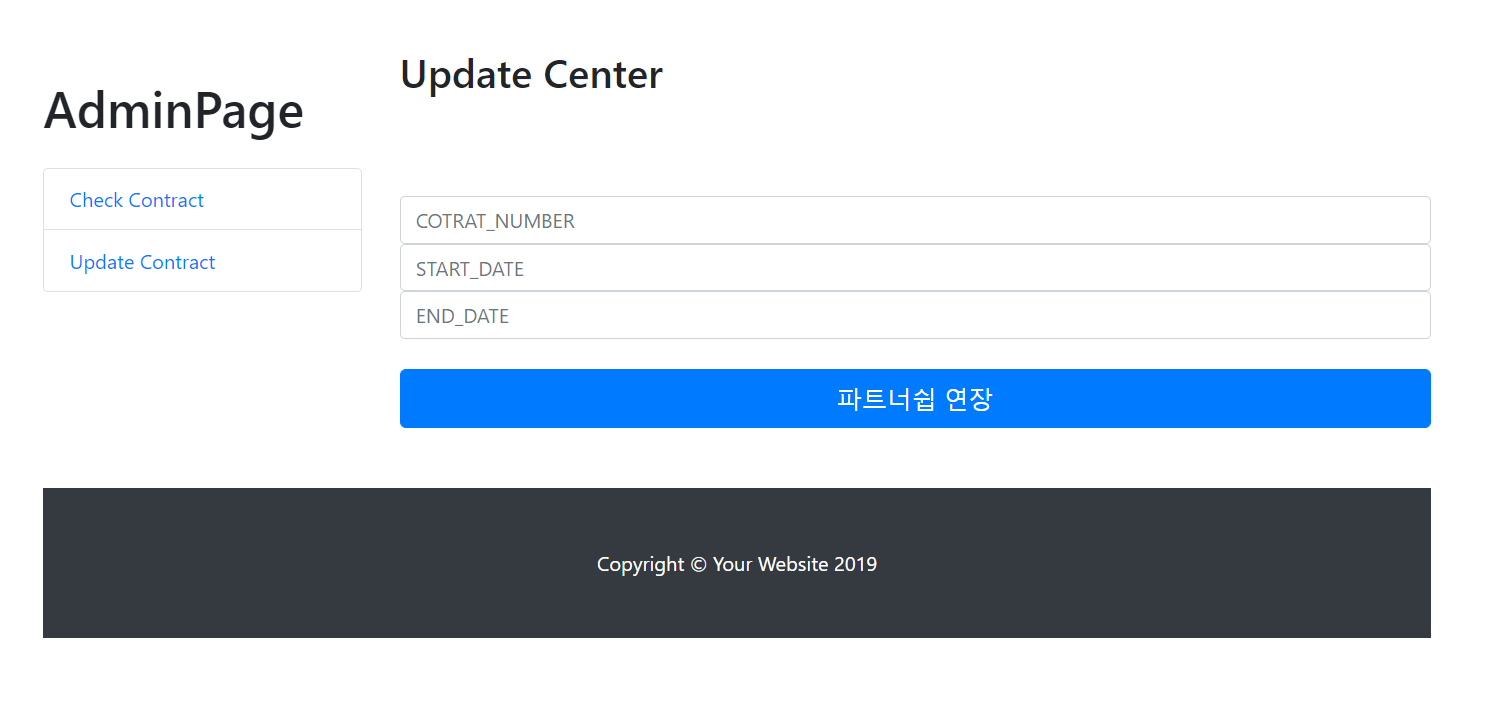 AdminPage
Check Contract
Update Contract
Update Center
COTRAT_NUMBER
START_DATE
END_DATE
파트너쉽 연장
Copyright © Your Website 2019